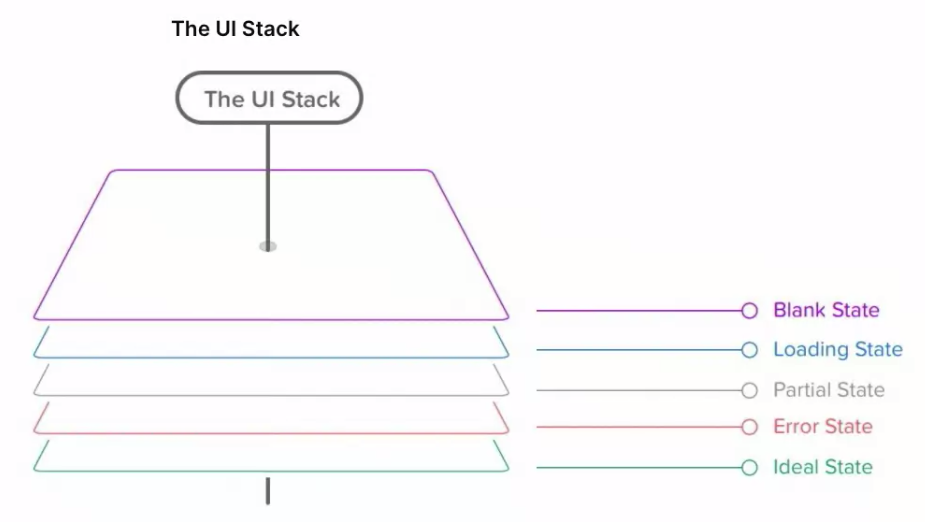 The UI Stack
The UI Stack
Blank State
Loading State
Partial State
Error State
Ideal State